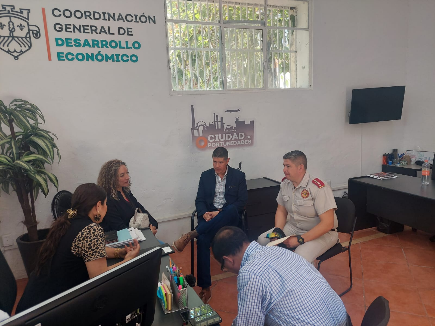 COORDINACIÓN
GENERAL DE
DESARROLLO
ECONÓMICO
CIUDAD